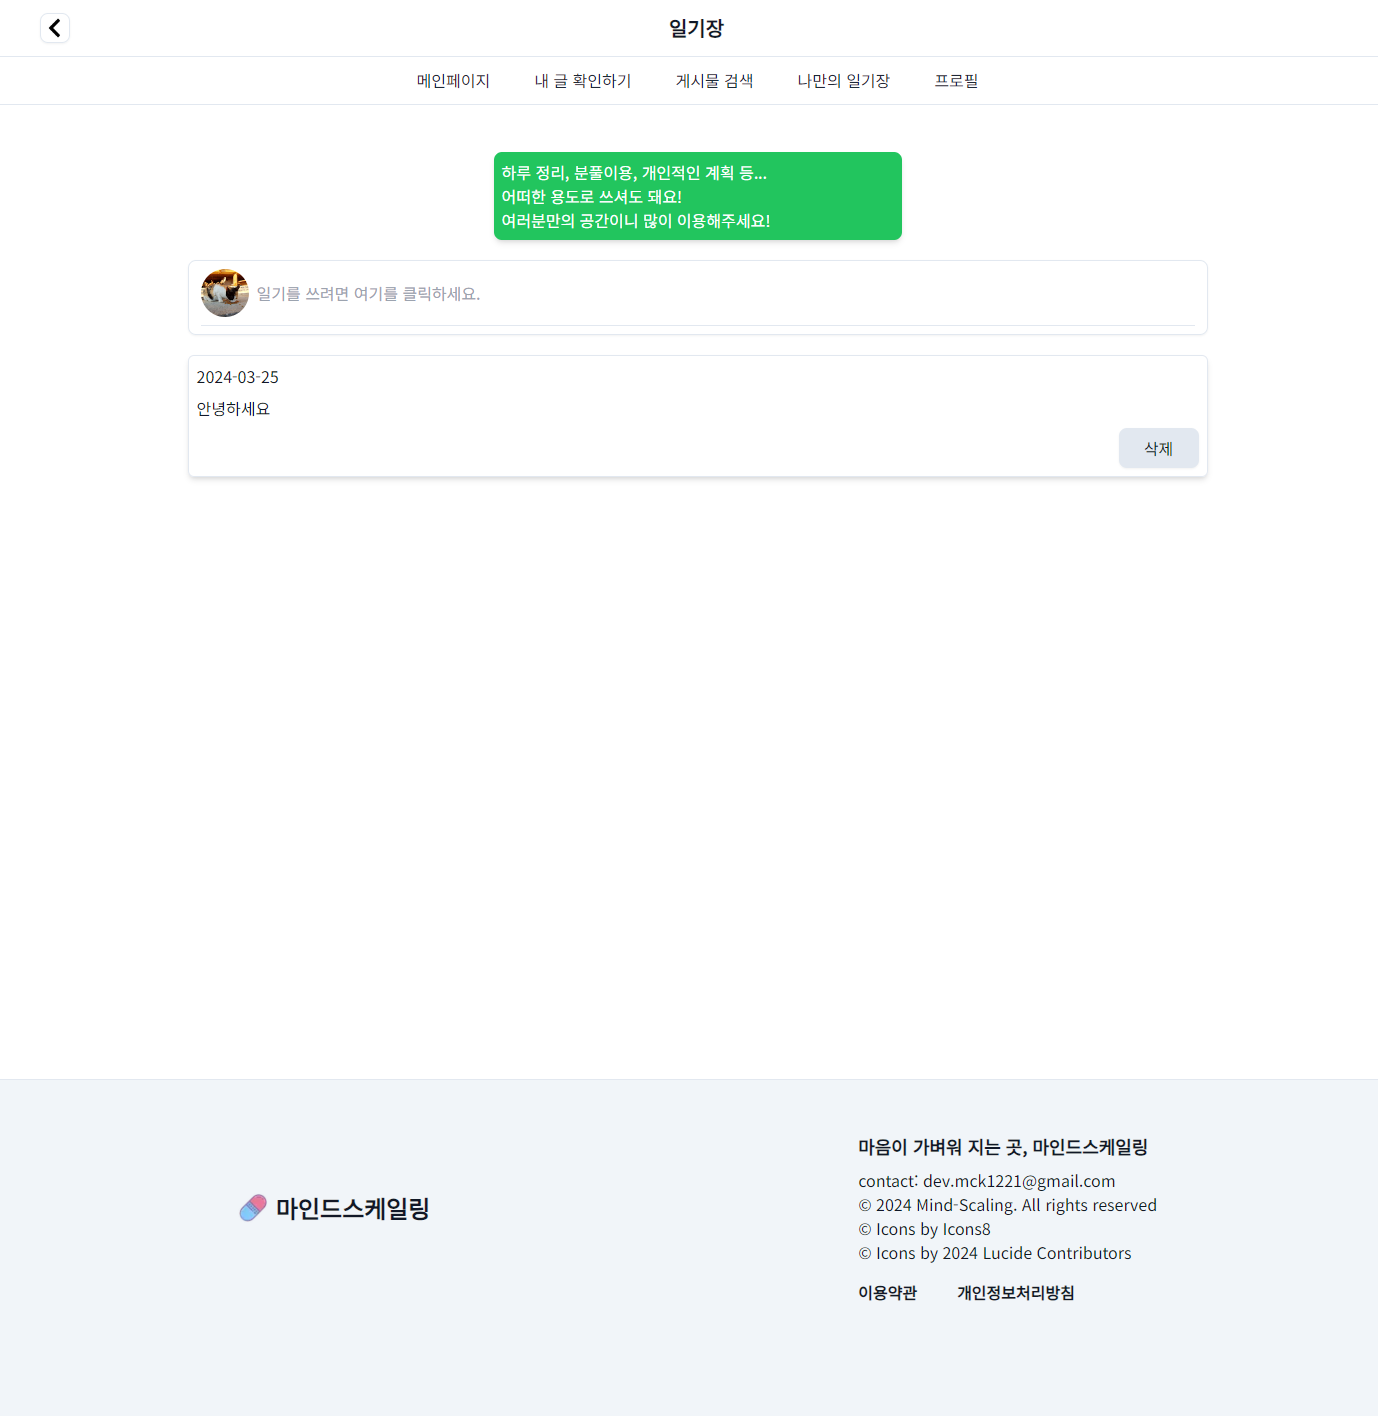 일기장
메인페이지 내 글 확인하기 게시물 검색 나만의 일기장 프로필
하루 정리, 분풀이용, 개인적인 계획 등...
어떠한 용도로 쓰셔도 돼요!
여러분만의 공간이니 많이 이용해주세요!
일기를 쓰려면 여기를 클릭하세요.
2024-03-25
안녕하세요
삭제
마인드스케일링
마음이 가벼워 지는 곳, 마인드스케일링
contact: dev.mck1221@gmail.com
© 2024 Mind-Scaling. All rights reserved
© Icons by Icons8
© Icons by 2024 Lucide Contributors
이용약관 개인정보처리방침